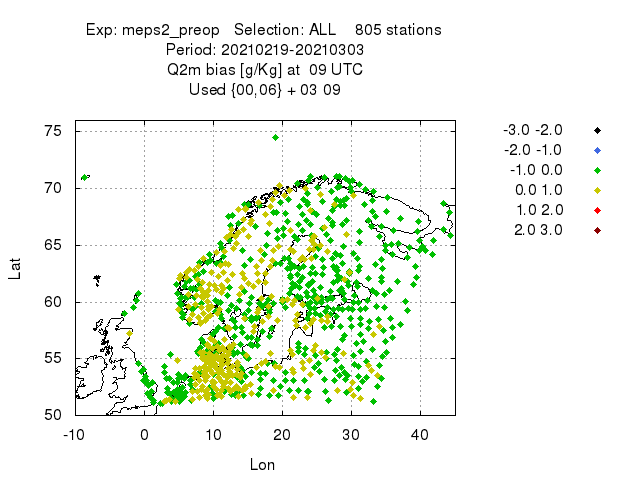 Exp: meps2_preop   Selection: ALL    805 stations
Period: 20210219-20210303
Q2m bias [g/Kg] at  09 UTC
Used {00,06} + 03 09
75
70
65
60
55
50
-10 0 10 20 30 40
Lat
Lon
-3.0 -2.0
-2.0 -1.0
-1.0 0.0
0.0 1.0
1.0 2.0
2.0 3.0